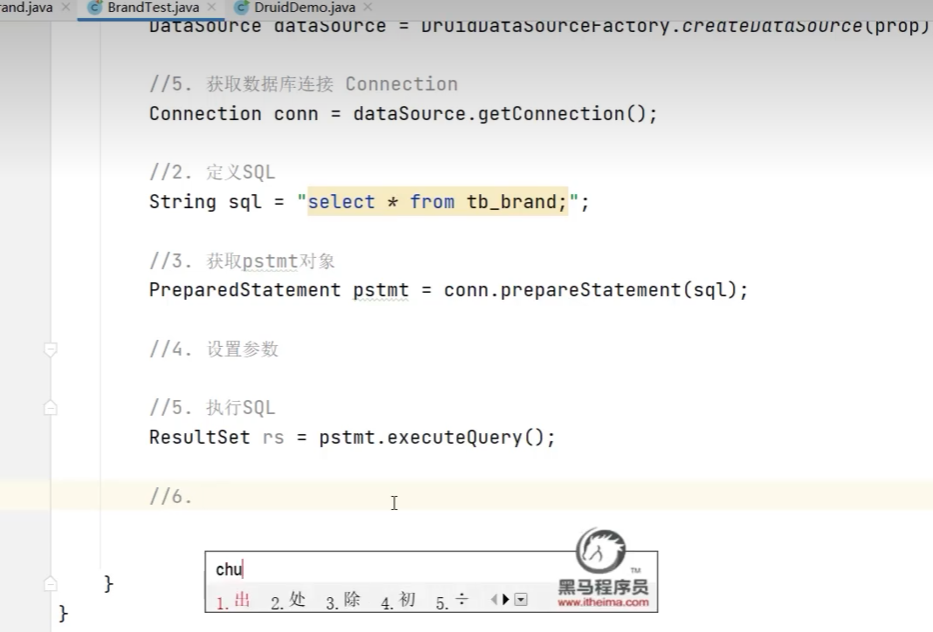 rand.java × BrandTest.java × DruidDemo.java ×
DataSource dataSource = DruidDataSourceFactory.createDataSource(prop)
//5. 获取数据库连接 Connection
Connection conn = dataSource.getConnection();
//2. 定义SQL
String sql = "select * from tb_brand;";
//3. 获取pstmt对象
PreparedStatement pstmt = conn.prepareStatement(sql);
//4. 设置参数
//5. 执行SQL
ResultSet rs = pstmt.executeQuery();
//6.
chu
1.出 2.处 3.除 4.初 5.÷
}
}
TM
黑马程序员
www.itheima.com